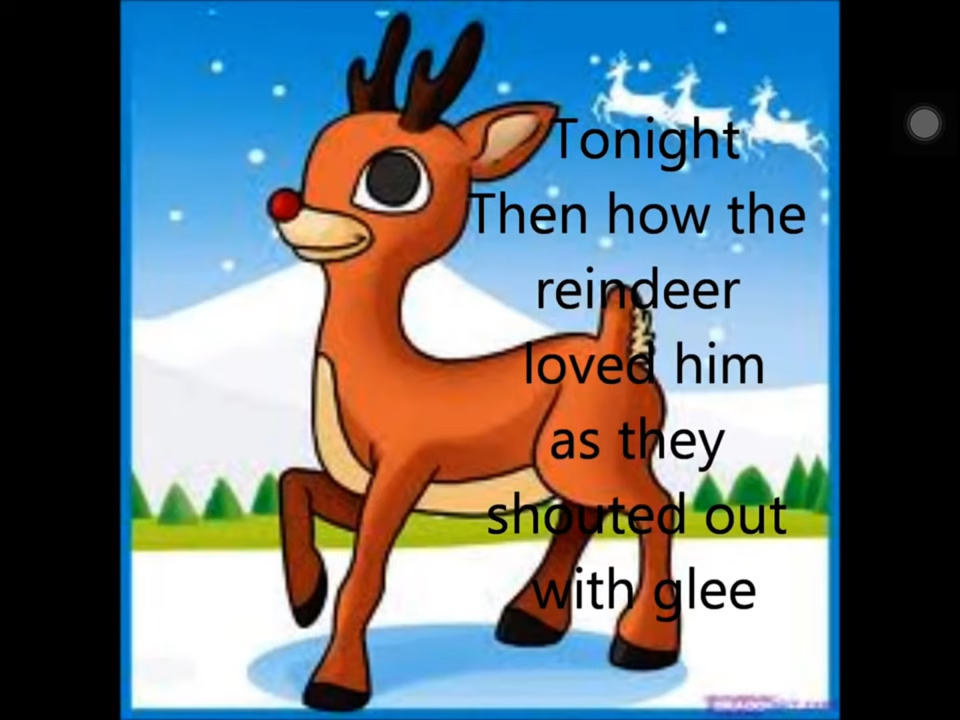 Tonight
Then how the
reindeer
loved him
as they
shouted out
with glee